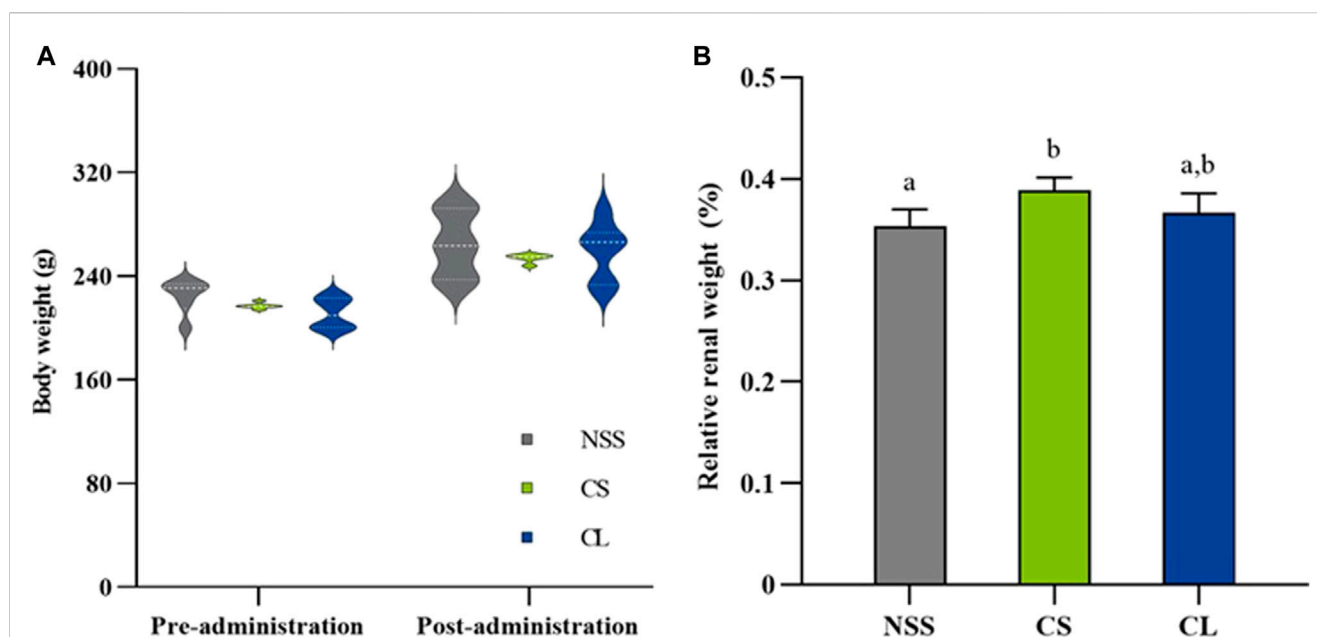 A
Body weight (g)
400
320
240
160
80
0
Pre-administration
Post-administration
NSS
CS
CL
B
Relative renal weight (%)
0.5
0.4
0.3
0.2
0.1
0
a
b
a,b
NSS
CS
CL